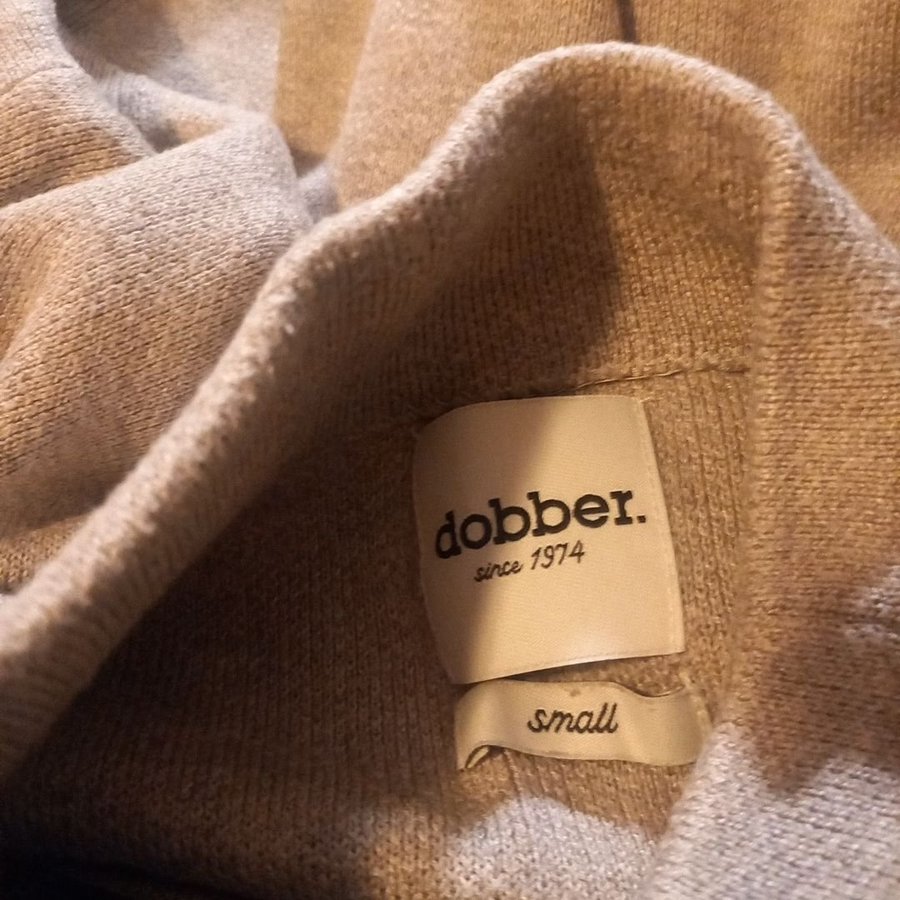 dobber.
since 1974
small